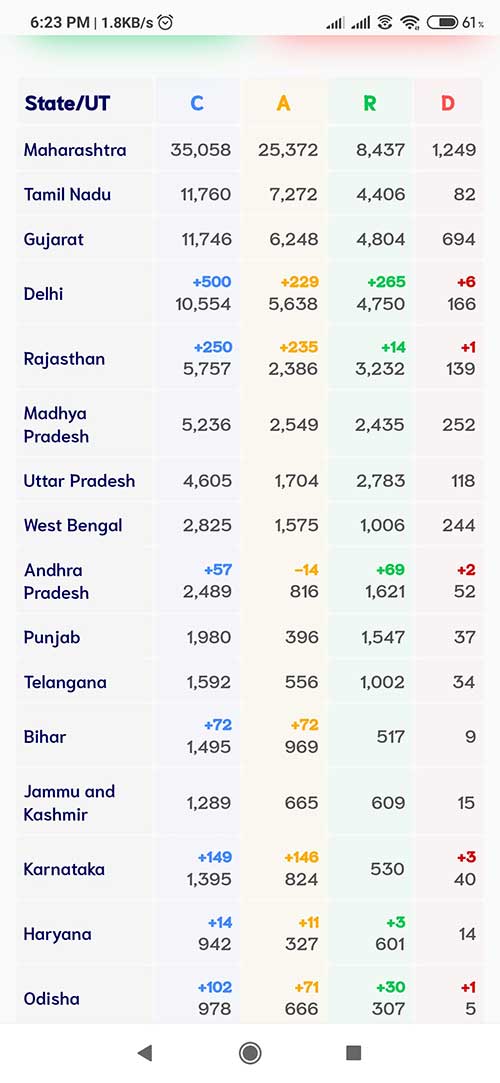 6:23 PM | 1.8KB/s 61%
State/UT C A R D
Maharashtra 35,058 25,372 8,437 1,249
Tamil Nadu 11,760 7,272 4,406 82
Gujarat 11,746 6,248 4,804 694
+500 +229 +265 +6
Delhi 10,554 5,638 4,750 166
+250 +235 +14 +1
Rajasthan 5,757 2,386 3,232 139
Madhya
Pradesh 5,236 2,549 2,435 252
Uttar Pradesh 4,605 1,704 2,783 118
West Bengal 2,825 1,575 1,006 244
Andhra +57 -14 +69 +2
Pradesh 2,489 816 1,621 52
Punjab 1,980 396 1,547 37
Telangana 1,592 556 1,002 34
+72 +72
Bihar 1,495 969 517 9
Jammu and
Kashmir 1,289 665 609 15
+149 +146 +3
Karnataka 1,395 824 530 40
+14 +11 +3
Haryana 942 327 601 14
+102 +71 +30 +1
Odisha 978 666 307 5